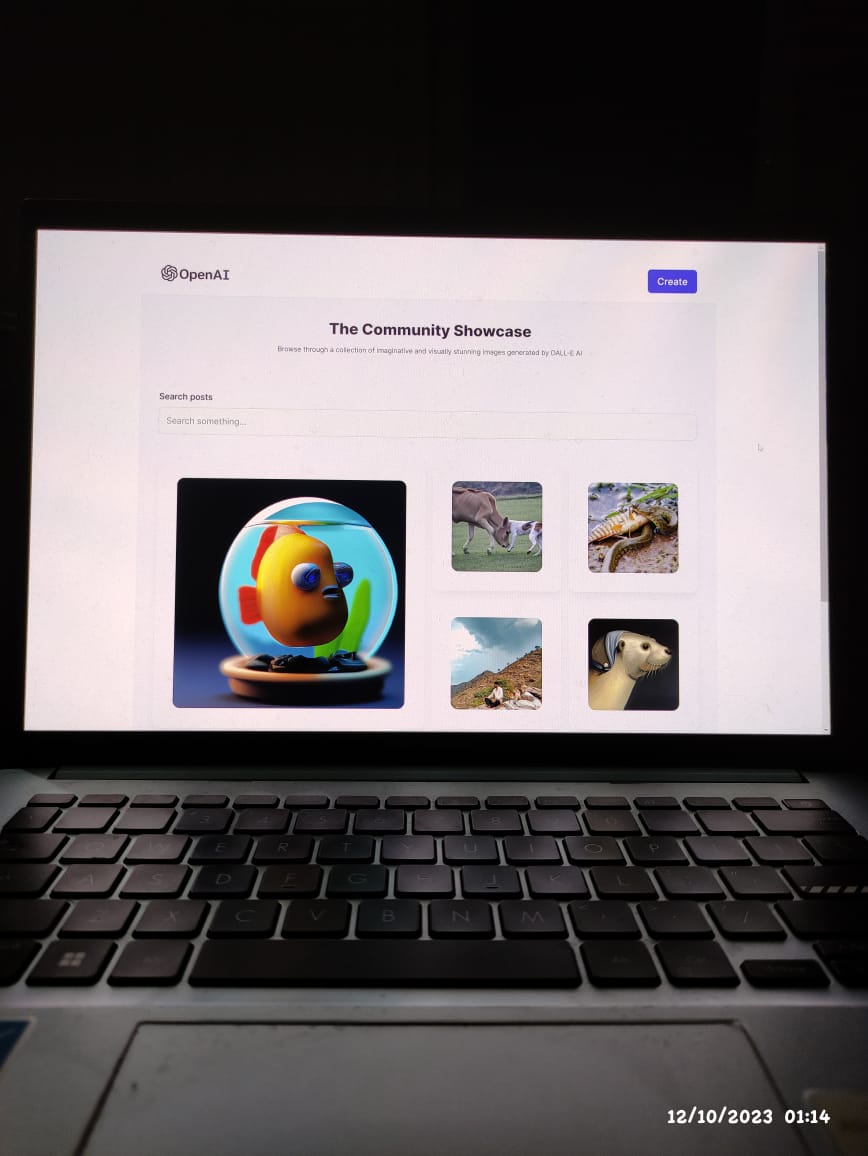 OpenAI
Create
The Community Showcase
Browse through a collection of imaginative and visually stunning images generated by DALL-E AI
Search posts
Search something...
E R T Y U I O P
A S D F G H J K L
Z X C V B N M
12/10/2023 01:14